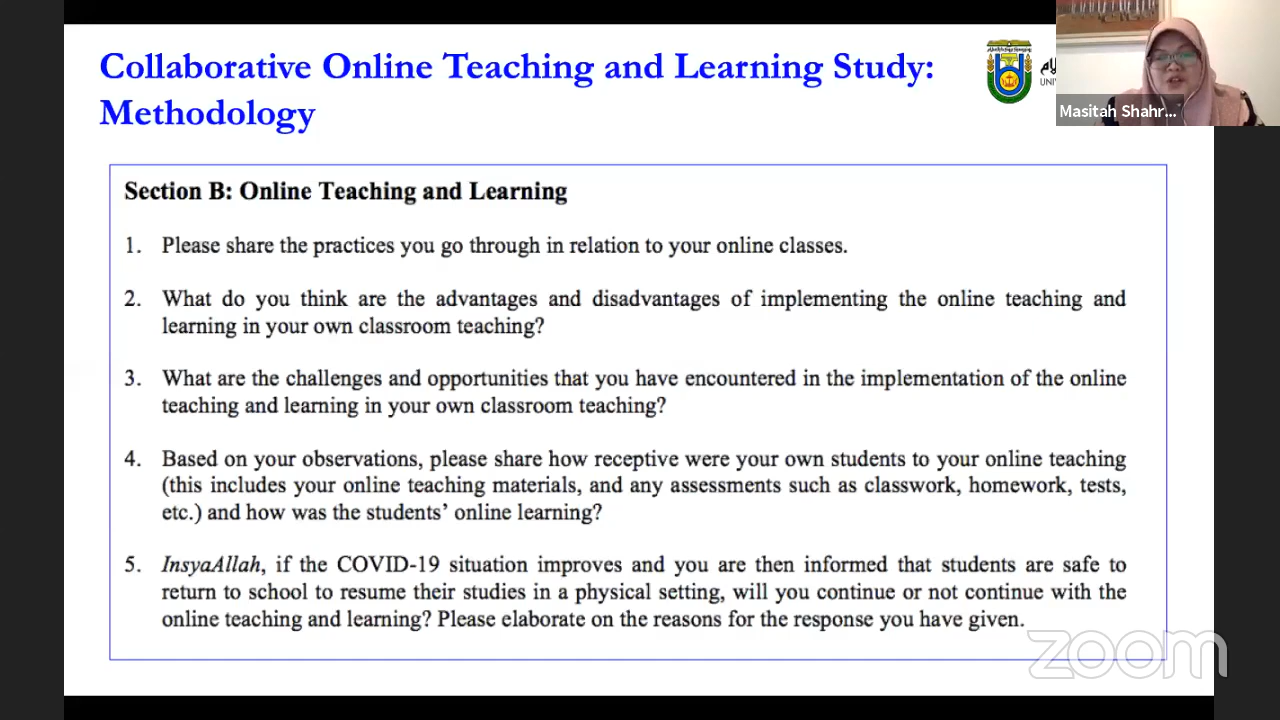 Collaborative Online Teaching and Learning Study:
Methodology
UNI
Masitah Shahr...
Section B: Online Teaching and Learning
1. Please share the practices you go through in relation to your online classes.
2. What do you think are the advantages and disadvantages of implementing the online teaching and
learning in your own classroom teaching?
3. What are the challenges and opportunities that you have encountered in the implementation of the online
teaching and learning in your own classroom teaching?
4. Based on your observations, please share how receptive were your own students to your online teaching
(this includes your online teaching materials, and any assessments such as classwork, homework, tests,
etc.) and how was the students’ online learning?
5. InsyaAllah, if the COVID-19 situation improves and you are then informed that students are safe to
return to school to resume their studies in a physical setting, will you continue or not continue with the
online teaching and learning? Please elaborate on the reasons for the response you have given.
zoom